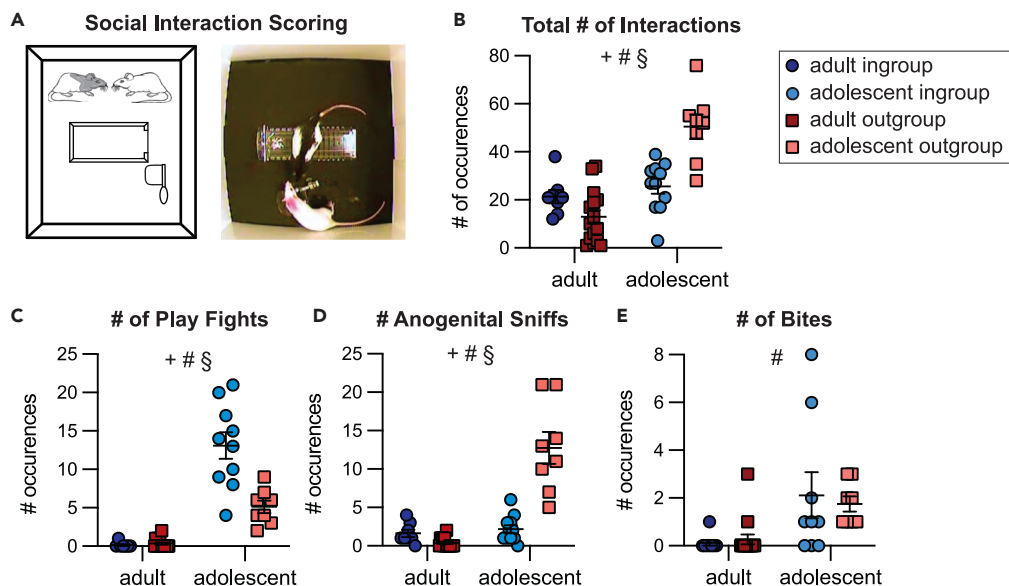 A
Social Interaction Scoring
B
Total # of Interactions
+ # §
80
60
40
20
0
# of occurences
adult
adolescent
adult ingroup
adolescent ingroup
adult outgroup
adolescent outgroup
C
# of Play Fights
+ # §
25
20
15
10
5
0
# occurences
adult
adolescent
D
# Anogenital Sniffs
+ # §
25
20
15
10
5
0
# occurences
adult
adolescent
E
# of Bites
#
8
6
4
2
0
# occurences
adult
adolescent